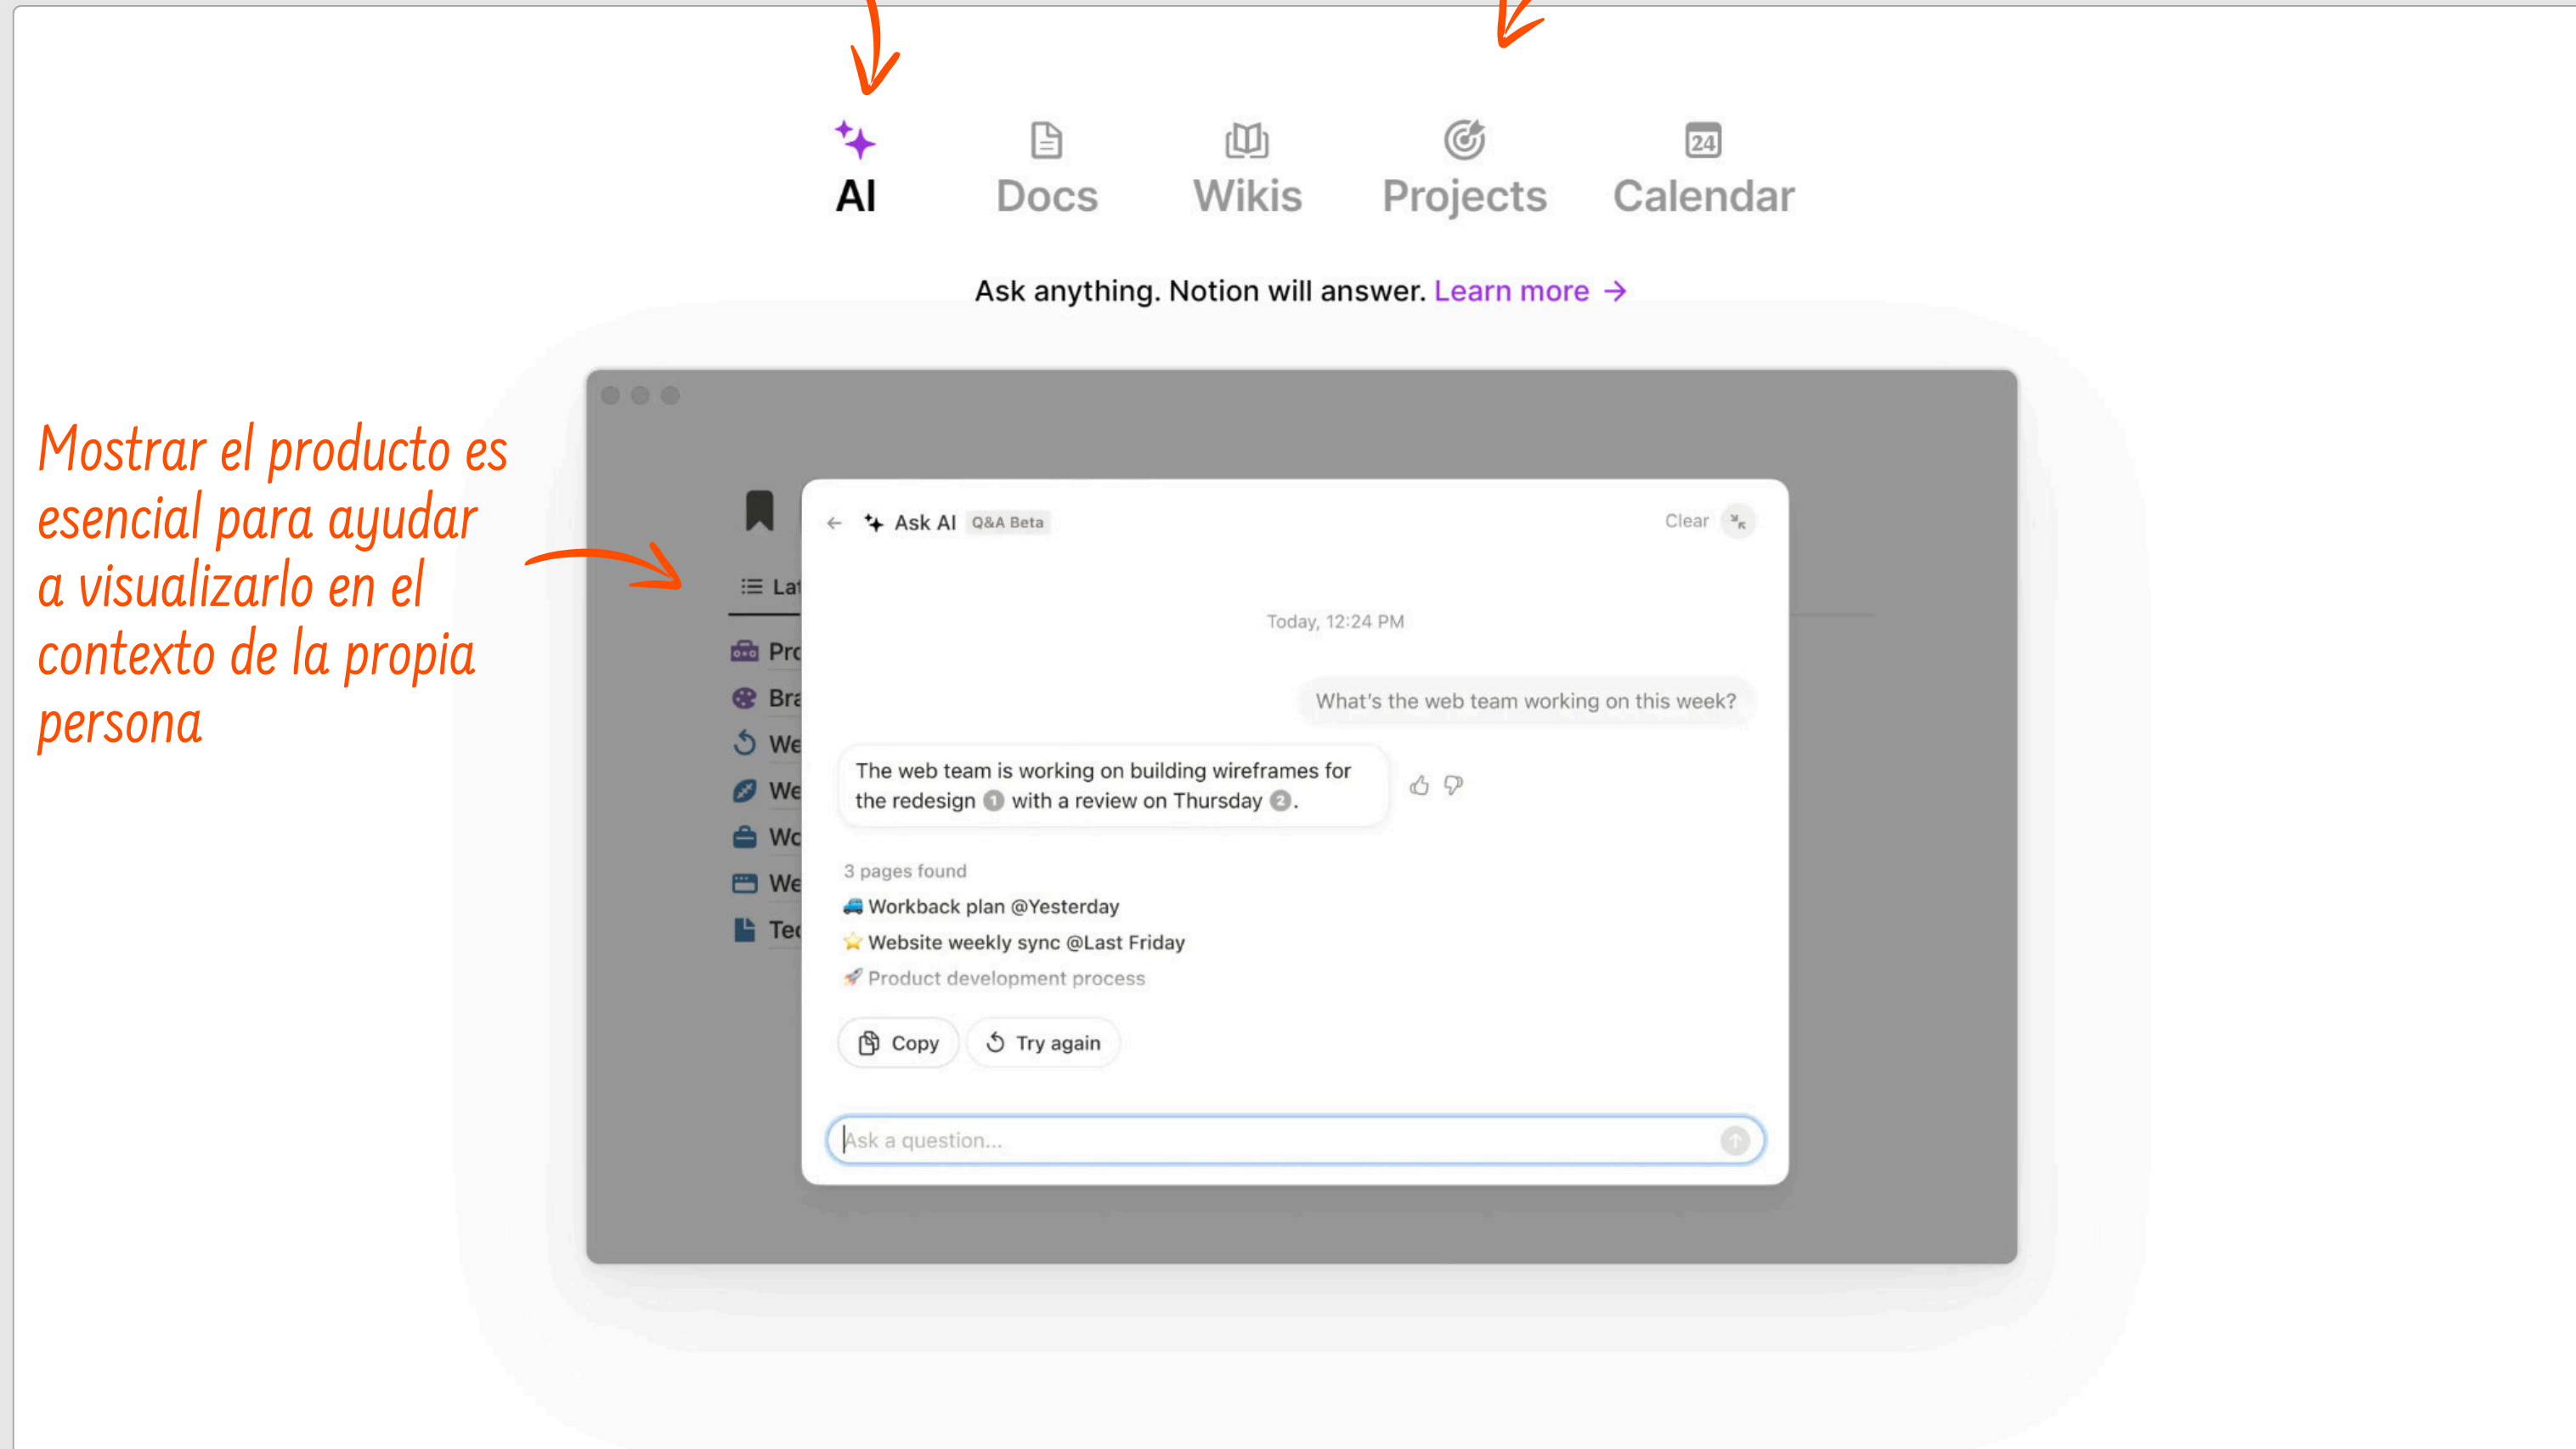 AI
Docs
Wikis
Projects
24
Calendar
Ask anything. Notion will answer. Learn more →
Mostrar el producto es
esencial para ayudar
a visualizarlo en el
contexto de la propia
persona
← Ask AI Q&A Beta
Clear
Today, 12:24 PM
What's the web team working on this week?
The web team is working on building wireframes for
the redesign 1 with a review on Thursday 2.
3 pages found
Workback plan @Yesterday
Website weekly sync @Last Friday
Product development process
Copy
Try again
Ask a question...